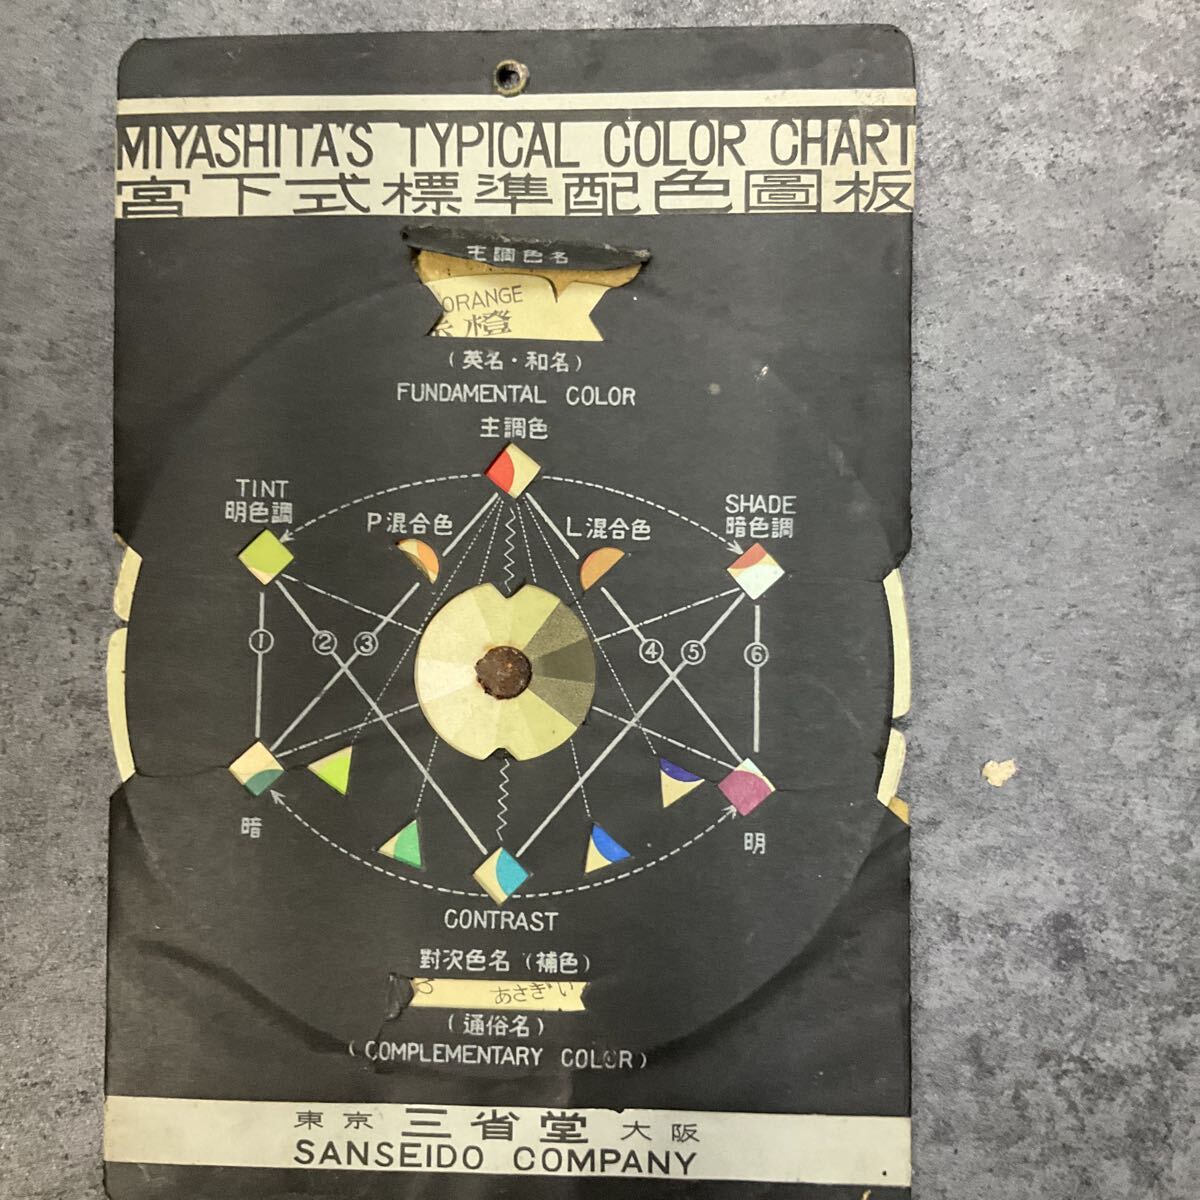 MIYASHITA'S TYPICAL COLOR CHART
宮下式標準配色圖板
主調色名
ORANGE
橙
(英名・和名)
FUNDAMENTAL COLOR
主調色
TINT
明色調
P混合色
L混合色
SHADE
暗色調
① ② ③ ④ ⑤ ⑥
暗
明
CONTRAST
對沢色名(補色)
あさぎ い
(通俗名)
(COMPLEMENTARY COLOR)
東京 三省堂 大阪
SANSEIDO COMPANY